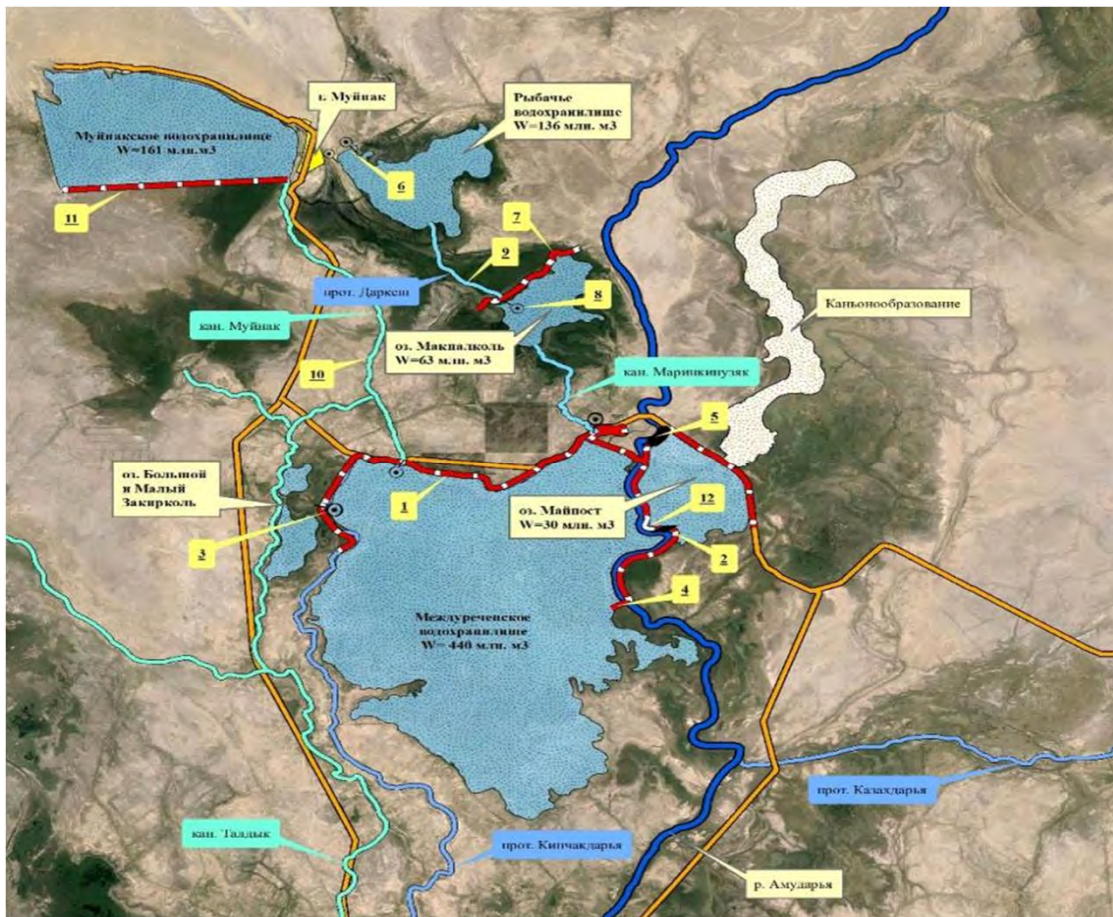 г. Муйнак
Рыбачье
водохранилище
W=136 млн. м3
Муйнакское водохранилище
W=161 млн.м3
6
11
7
9
прот. Даркеш
8
кан. Муйнак
Каньонообразование
оз. Макпалколь
W=63 млн. м3
10
кан. Маринкинузяк
5
оз. Большой
и Малый
Закирколь
1
оз. Майпост
W=30 млн. м3
12
3
2
4
Междуреченское
водохранилище
W= 440 млн. м3
прот. Казахдарья
кан. Талдык
прот. Кипчакдарья
р. Амударья